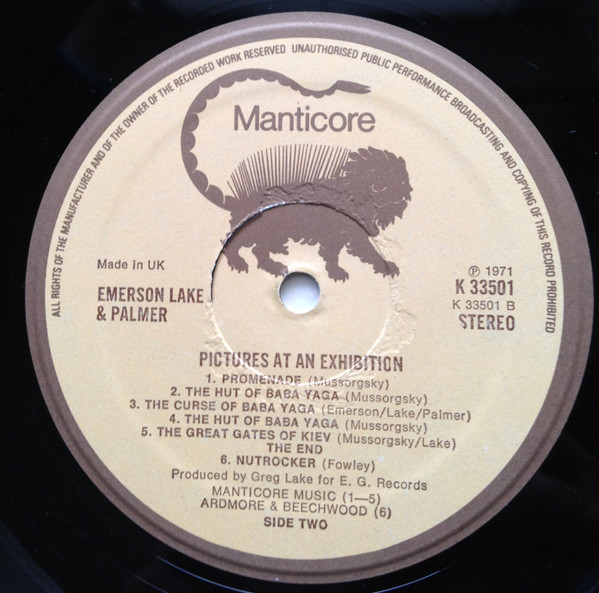 ALL RIGHTS OF THE MANUFACTURER AND OF THE OWNER OF THE RECORDED WORK RESERVED UNAUTHORISED PUBLIC PERFORMANCE BROADCASTING AND COPYING OF THIS RECORD PROHIBITED
Manticore
Made In UK
EMERSON LAKE
& PALMER
℗ 1971
K 33501
K 33501 B
STEREO
PICTURES AT AN EXHIBITION
1. PROMENADE (Mussorgsky)
2. THE HUT OF BABA YAGA (Mussorgsky)
3. THE CURSE OF BABA YAGA (Emerson/Lake/Palmer)
4. THE HUT OF BABA YAGA (Mussorgsky)
5. THE GREAT GATES OF KIEV (Mussorgsky/Lake)
THE END
6. NUTROCKER (Fowley)
Produced by Greg Lake for E. G. Records
MANTICORE MUSIC (1—5)
ARDMORE & BEECHWOOD (6)
SIDE TWO